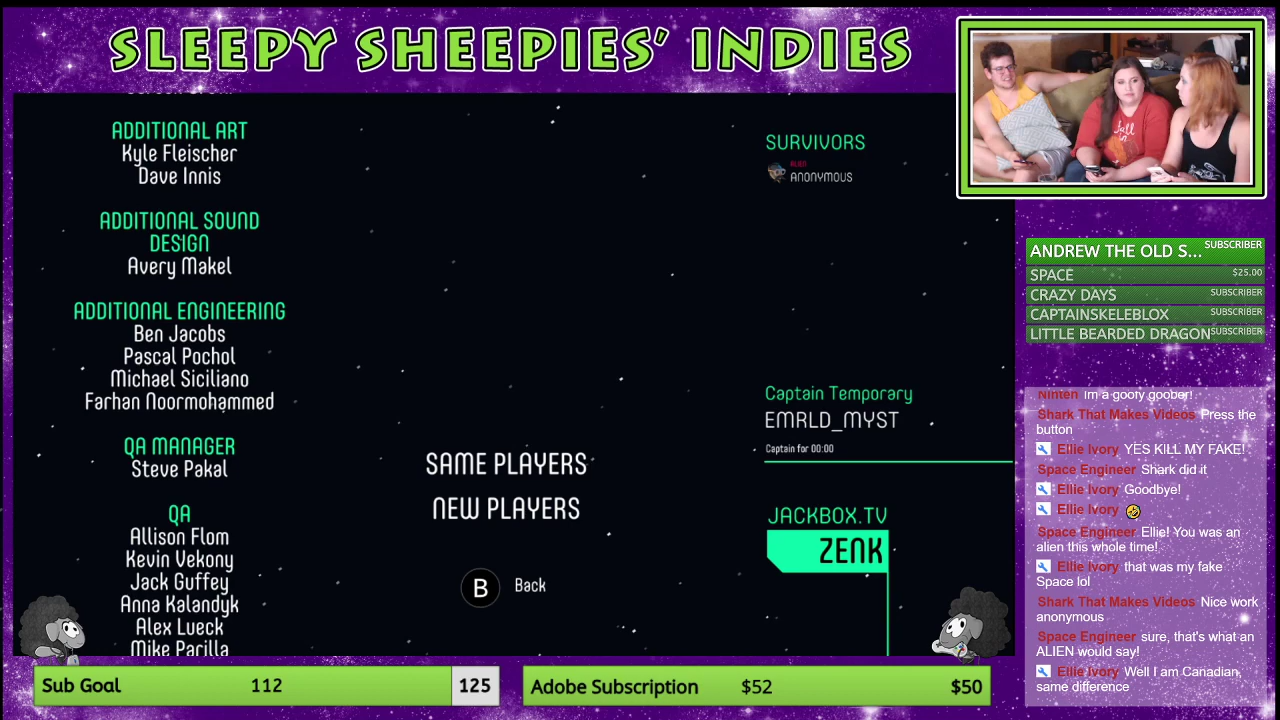 SLEEPY SHEEPIES' INDIES
ADDITIONAL ART
Kyle Fleischer
Dave Innis
ADDITIONAL SOUND
DESIGN
Avery Makel
ADDITIONAL ENGINEERING
Ben Jacobs
Pascal Pochol
Michael Siciliano
Farhan Noormohammed
QA MANAGER
Steve Pakal
QA
Allison Flom
Kevin Vekony
Jack Guffey
Anna Kalandyk
Alex Lueck
Mike Parilla
SAME PLAYERS
NEW PLAYERS
B Back
SURVIVORS
ALIEN
ANONYMOUS
Captain Temporary
EMRLD_MYST
Captain for 00:00
JACKBOX.TV
ZENK
fall in
ANDREW THE OLD S... SUBSCRIBER
SPACE $25.00
CRAZY DAYS SUBSCRIBER
CAPTAINSKELEBLOX SUBSCRIBER
LITTLE BEARDED DRAGON SUBSCRIBER
Ninten Im a goofy goober!
Shark That Makes Videos Press the
button
Ellie Ivory YES KILL MY FAKE!
Space Engineer Shark did it
Ellie Ivory Goodbye!
Ellie Ivory 🤣
Space Engineer Ellie! You was an
alien this whole time!
Ellie Ivory that was my fake
Space lol
Shark That Makes Videos Nice work
anonymous
Space Engineer sure, that's what an
ALIEN would say!
Ellie Ivory Well I am Canadian,
same difference
Sub Goal 112 125
Adobe Subscription $52 $50